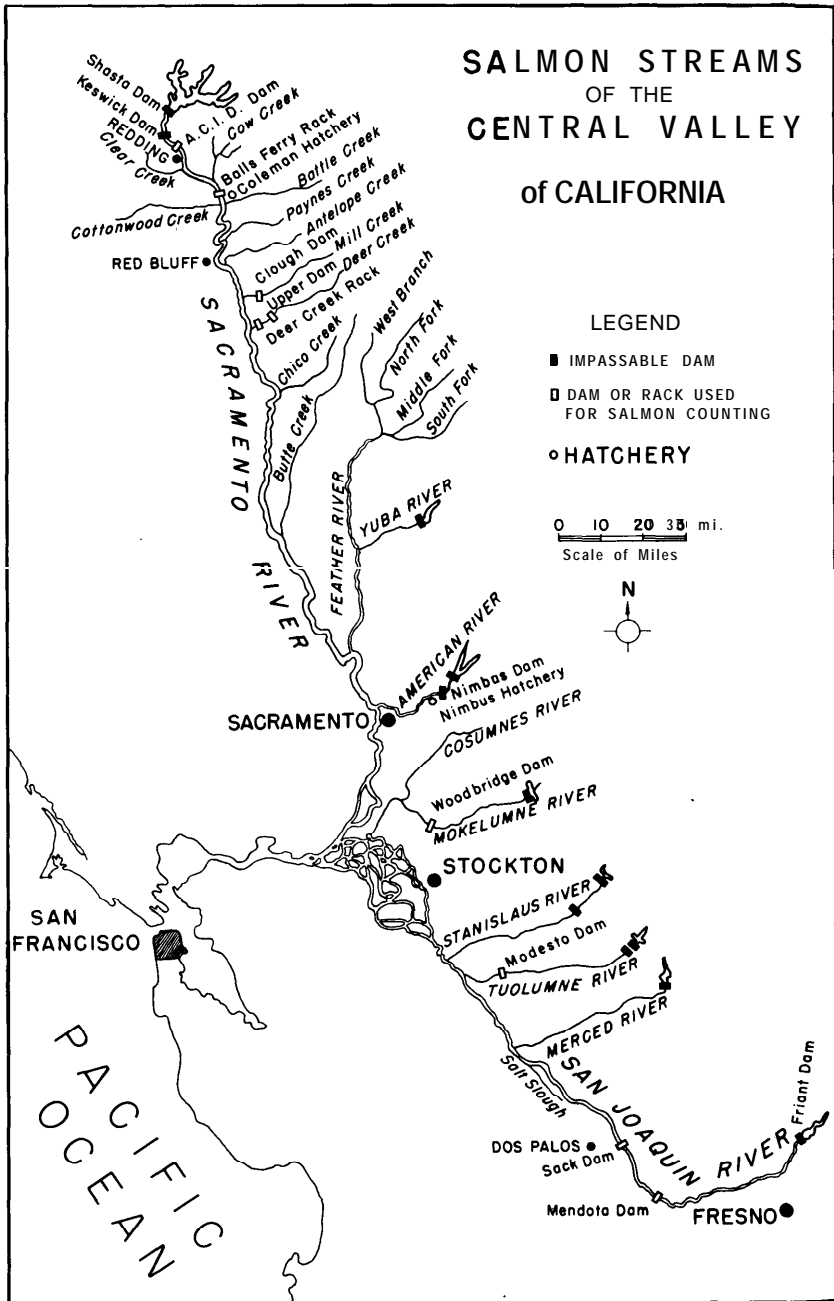 SALMON STREAMS
OF THE
CENTRAL VALLEY
of CALIFORNIA
LEGEND
IMPASSABLE DAM
DAM OR RACK USED
FOR SALMON COUNTING
HATCHERY
0 10 20 30 mi.
Scale of Miles
N
Shasta Dam
Keswick Dam
REDDING
Clear Creek
A.C.I.D. Dam
Cow Creek
Balls Ferry Rack
Coleman Hatchery
Battle Creek
Cottonwood Creek
Paynes Creek
Antelope Creek
RED BLUFF
Clough Dam
Mill Creek
Upper Dam
Deer Creek
Deer Creek Rack
SACRAMENTO
RIVER
Chico Creek
Butte Creek
West Branch
North Fork
Middle Fork
South Fork
FEATHER RIVER
YUBA RIVER
AMERICAN RIVER
Nimbas Dam
Nimbus Hatchery
SACRAMENTO
COSUMNES RIVER
Woodbridge Dam
MOKELUMNE RIVER
STOCKTON
STANISLAUS RIVER
Modesto Dam
TUOLUMNE RIVER
MERCED RIVER
SAN
FRANCISCO
Salt Slough
SAN JOAQUIN RIVER
Friant Dam
DOS PALOS
Sack Dam
Mendota Dam
FRESNO
PACIFIC
OCEAN